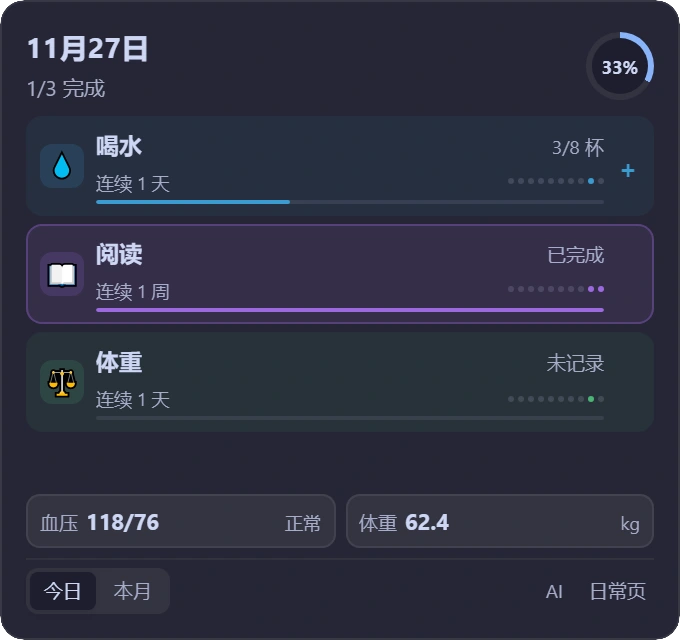 11月27日
1/3 完成
33%
喝水
3/8 杯
连续 1 天
+
阅读
已完成
连续 1 周
体重
未记录
连续 1 天
血压 118/76 正常
体重 62.4 kg
今日 本月
AI 日常页